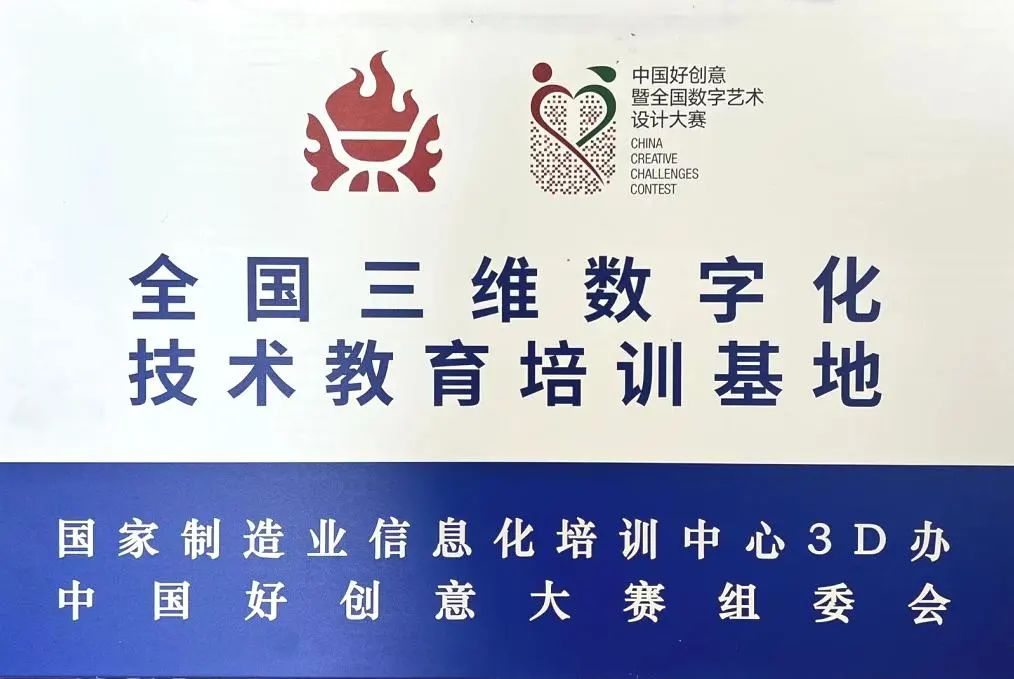 中国好创意
暨全国数字艺术
设计大赛
CHINA
CREATIVE
CHALLENGES
CONTEST
全国三维数字化
技术教育培训基地
国家制造业信息化培训中心3D办
中国好创意大赛组委会